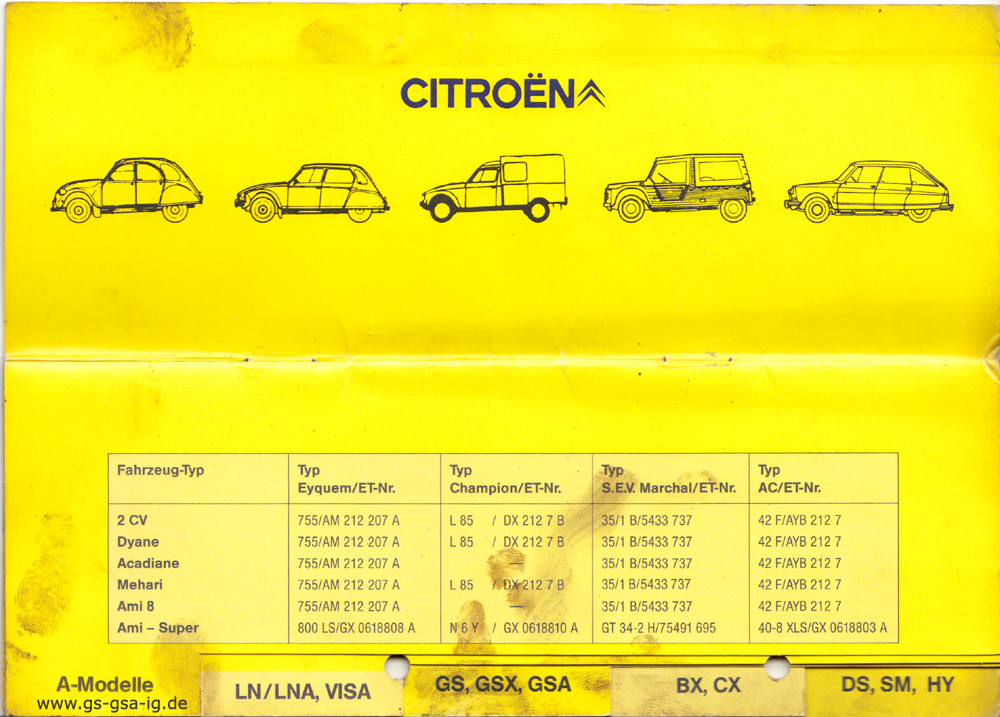 CITROËN
Fahrzeug-Typ Typ Typ Typ Typ
Eyquem/ET-Nr. Champion/ET-Nr. S.E.V. Marchal/ET-Nr. AC/ET-Nr.
2 CV 755/AM 212 207 A L 85 / DX 212 7 B 35/1 B/5433 737 42 F/AYB 212 7
Dyane 755/AM 212 207 A L 85 / DX 212 7 B 35/1 B/5433 737 42 F/AYB 212 7
Acadiane 755/AM 212 207 A — 35/1 B/5433 737 42 F/AYB 212 7
Mehari 755/AM 212 207 A L 85 / DX 212 7 B 35/1 B/5433 737 42 F/AYB 212 7
Ami 8 755/AM 212 207 A — 35/1 B/5433 737 42 F/AYB 212 7
Ami – Super 800 LS/GX 0618808 A N 6 Y / GX 0618810 A GT 34-2 H/75491 695 40-8 XLS/GX 0618803 A
A-Modelle LN/LNA, VISA GS, GSX, GSA BX, CX DS, SM, HY
www.gs-gsa-ig.de